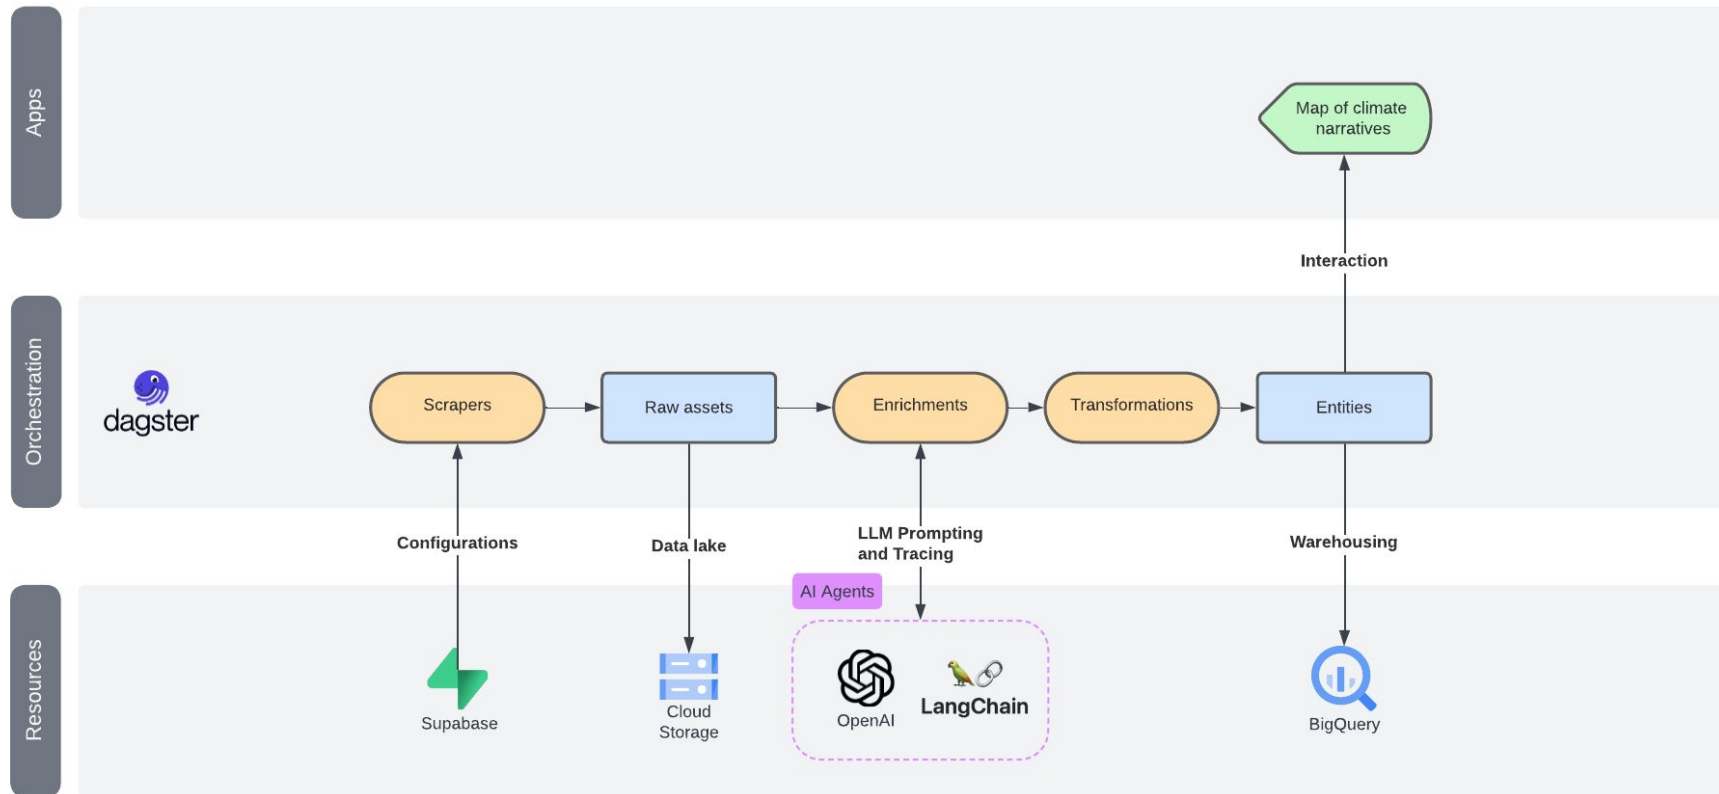 Apps
Map of climate
narratives
Interaction
Orchestration
dagster
Scrapers
Raw assets
Enrichments
Transformations
Entities
Configurations
Data lake
LLM Prompting
and Tracing
Warehousing
Resources
AI Agents
Supabase
Cloud
Storage
OpenAI
LangChain
BigQuery